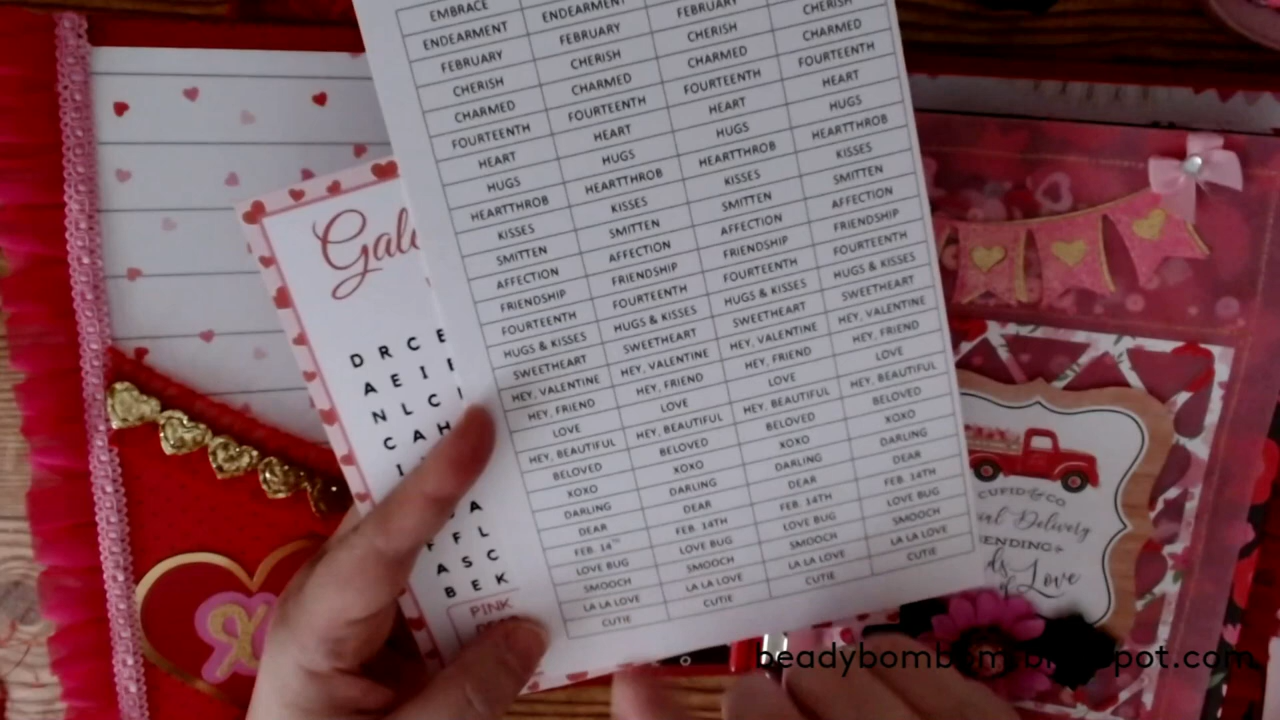 EMBRACE
ENDEARMENT ENDEARMENT
FEBRUARY FEBRUARY FEBRUARY
CHERISH CHERISH CHERISH CHERISH
CHARMED CHARMED CHARMED CHARMED
FOURTEENTH FOURTEENTH FOURTEENTH FOURTEENTH
HEART HEART HEART HEART
HUGS HUGS HUGS HUGS
HEARTTHROB HEARTTHROB HEARTTHROB HEARTTHROB
KISSES KISSES KISSES KISSES
SMITTEN SMITTEN SMITTEN SMITTEN
AFFECTION AFFECTION AFFECTION AFFECTION
FRIENDSHIP FRIENDSHIP FRIENDSHIP FRIENDSHIP
FOURTEENTH FOURTEENTH FOURTEENTH FOURTEENTH
HUGS & KISSES HUGS & KISSES HUGS & KISSES HUGS & KISSES
SWEETHEART SWEETHEART SWEETHEART SWEETHEART
HEY, VALENTINE HEY, VALENTINE HEY, VALENTINE HEY, VALENTINE
HEY, FRIEND HEY, FRIEND HEY, FRIEND HEY, FRIEND
LOVE LOVE LOVE LOVE
HEY, BEAUTIFUL HEY, BEAUTIFUL HEY, BEAUTIFUL HEY, BEAUTIFUL
BELOVED BELOVED BELOVED BELOVED
XOXO XOXO XOXO XOXO
DARLING DARLING DARLING DARLING
DEAR DEAR DEAR DEAR
FEB. 14TH FEB. 14TH FEB. 14TH FEB. 14TH
LOVE BUG LOVE BUG LOVE BUG LOVE BUG
SMOOCH SMOOCH SMOOCH SMOOCH
LA LA LOVE LA LA LOVE LA LA LOVE LA LA LOVE
CUTIE CUTIE CUTIE CUTIE
D R C E
A E I
N L C
C A H
A
F F L
A S C
B E K
PINK
CUPID & CO
Delivery
of Love